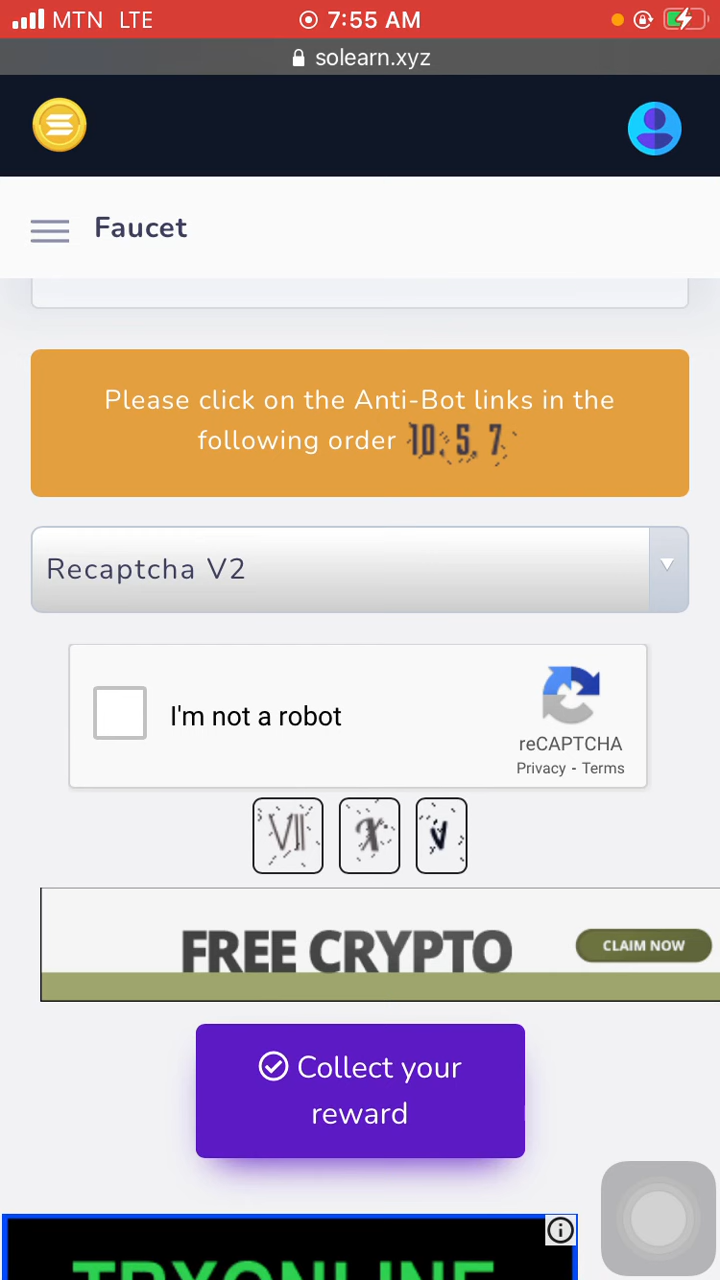 MTN LTE 7:55 AM
solearn.xyz
Faucet
Please click on the Anti-Bot links in the
following order 10, 5, 7
Recaptcha V2
I'm not a robot
reCAPTCHA
Privacy - Terms
VII X V
FREE CRYPTO CLAIM NOW
Collect your
reward
TRYONLINE